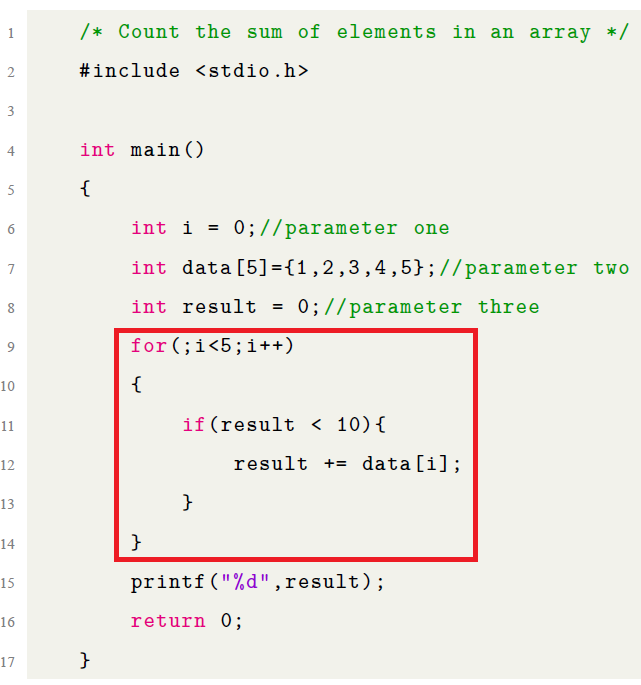 1 /* Count the sum of elements in an array */
2 #include <stdio.h>
3
4 int main()
5 {
6 int i = 0;//parameter one
7 int data[5]={1,2,3,4,5};//parameter two
8 int result = 0;//parameter three
9 for(;i<5;i++)
10 {
11 if(result < 10){
12 result += data[i];
13 }
14 }
15 printf("%d",result);
16 return 0;
17 }